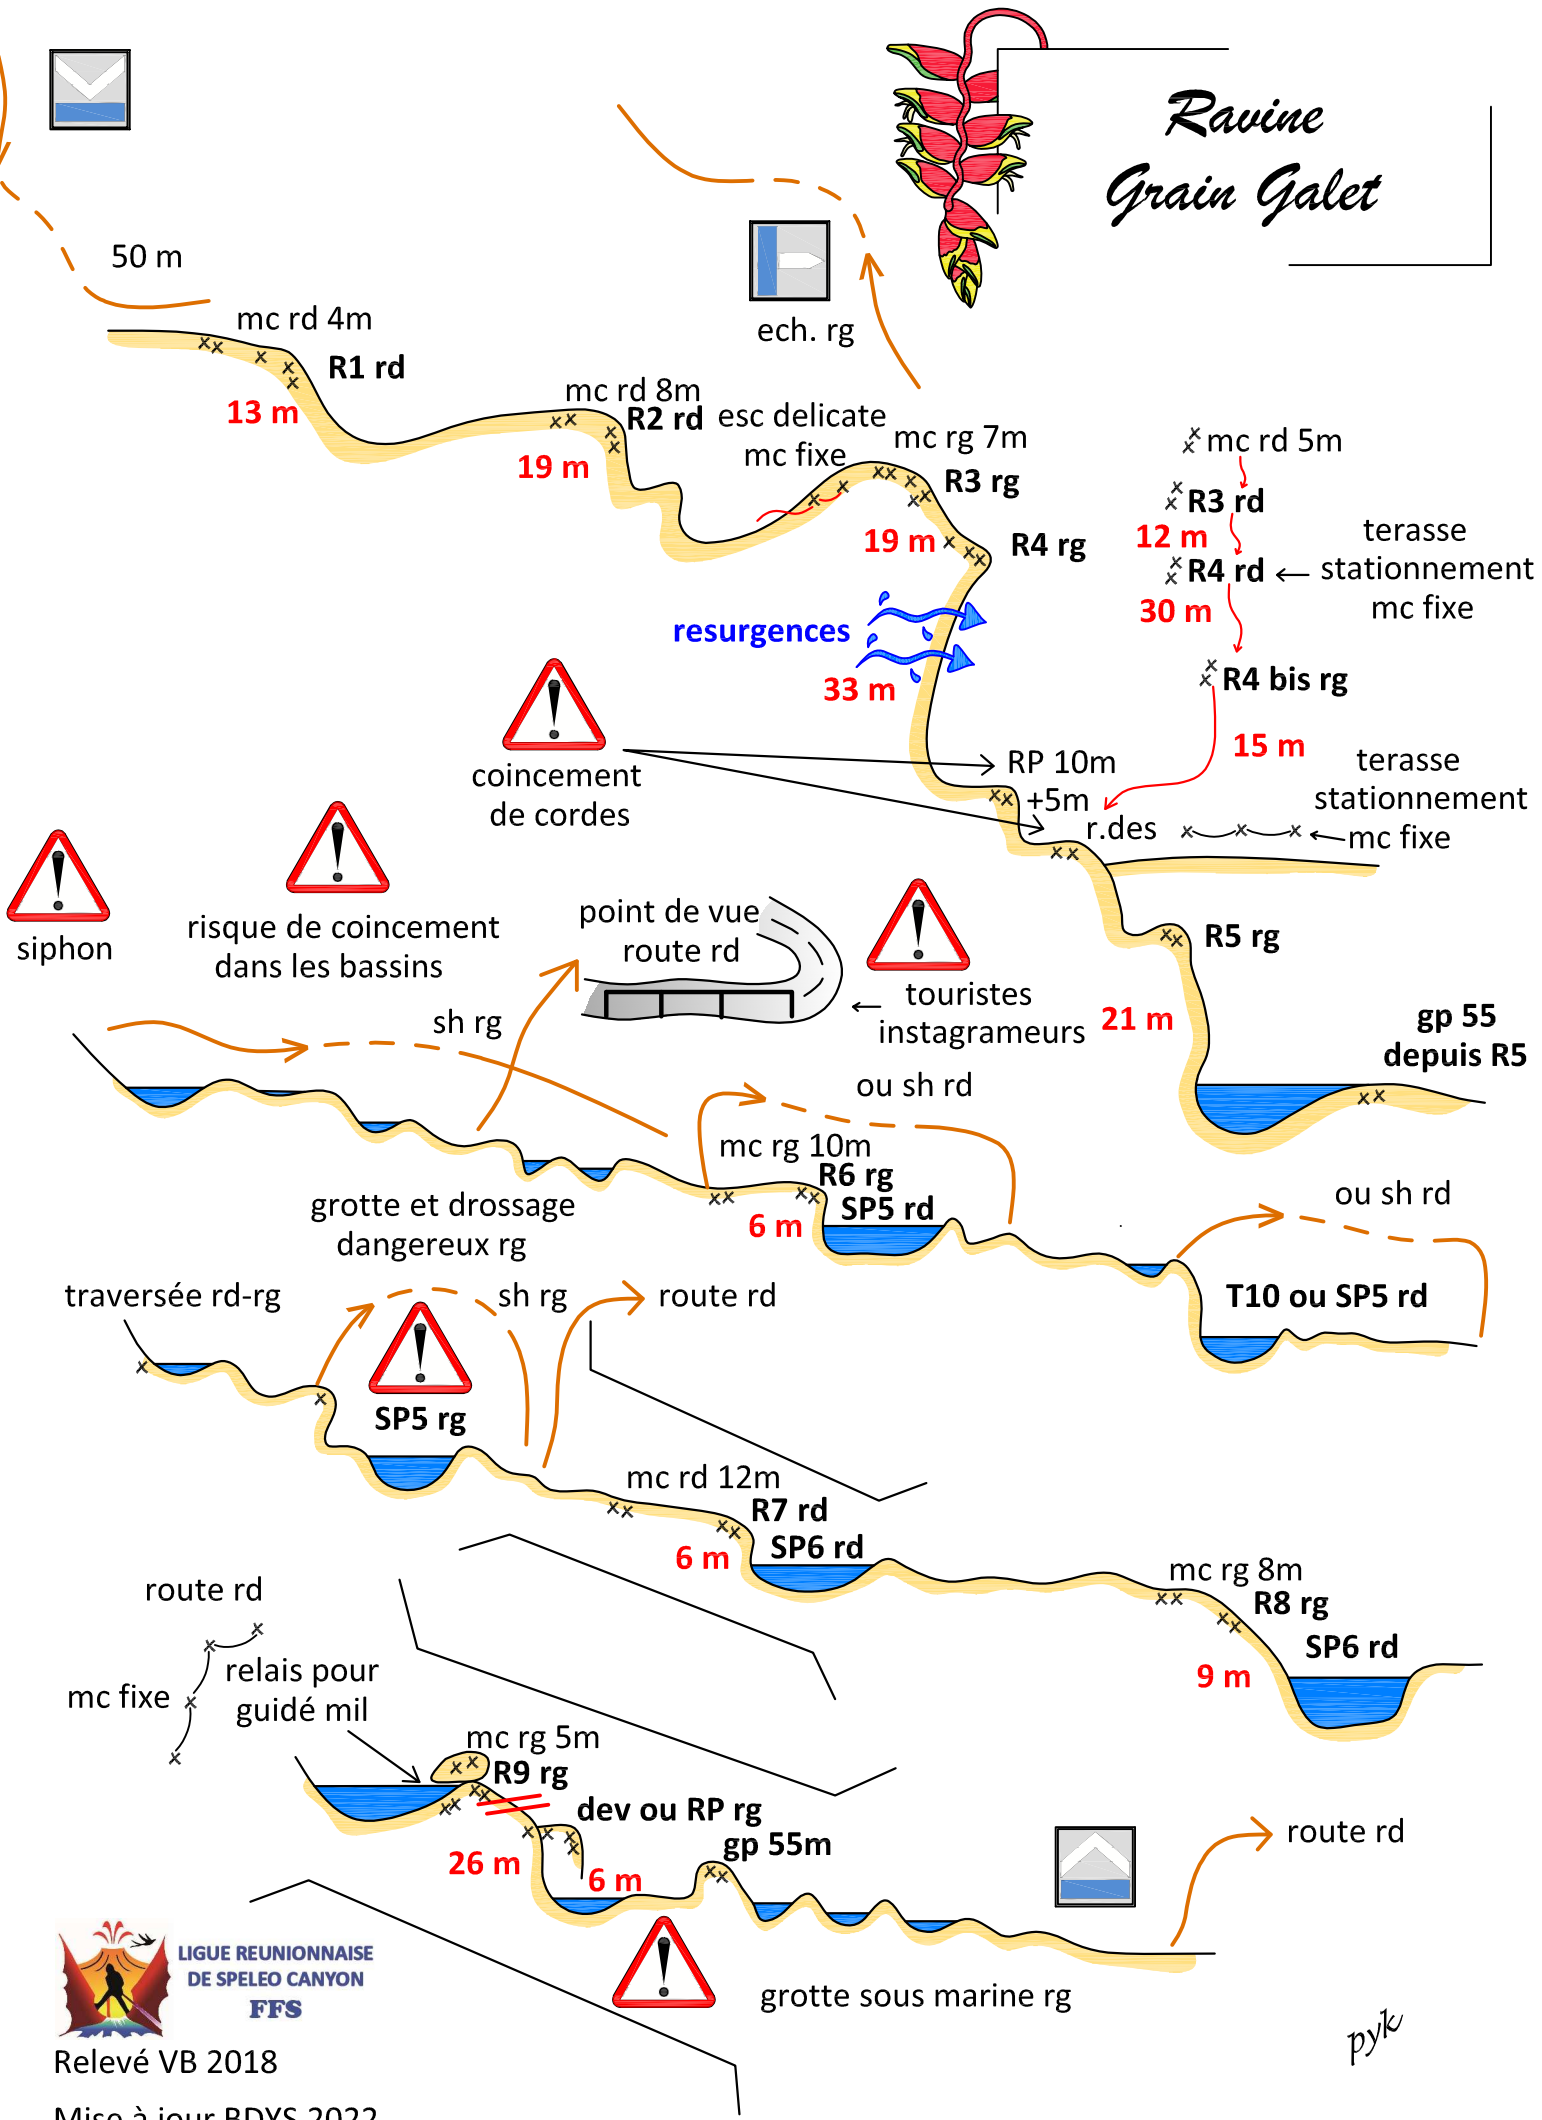 Ravine
Grain Galet
50 m
mc rd 4m
R1 rd
13 m
ech. rg
mc rd 8m
R2 rd
19 m
esc delicate
mc fixe
mc rg 7m
R3 rg
19 m
R4 rg
mc rd 5m
R3 rd
12 m
R4 rd
30 m
terasse
stationnement
mc fixe
R4 bis rg
15 m
resurgences
33 m
coincement
de cordes
RP 10m
+5m
r.des
terasse
stationnement
mc fixe
siphon
risque de coincement
dans les bassins
point de vue
route rd
touristes
instagrameurs
R5 rg
21 m
gp 55
depuis R5
sh rg
ou sh rd
mc rg 10m
R6 rg
SP5 rd
6 m
ou sh rd
T10 ou SP5 rd
grotte et drossage
dangereux rg
traversée rd-rg
sh rg
route rd
SP5 rg
mc rd 12m
R7 rd
SP6 rd
6 m
mc rg 8m
R8 rg
SP6 rd
9 m
route rd
mc fixe
relais pour
guidé mil
mc rg 5m
R9 rg
dev ou RP rg
gp 55m
26 m
6 m
route rd
grotte sous marine rg
LIGUE REUNIONNAISE
DE SPELEO CANYON
FFS
pyk
Relevé VB 2018
Mise à jour BDYS 2022